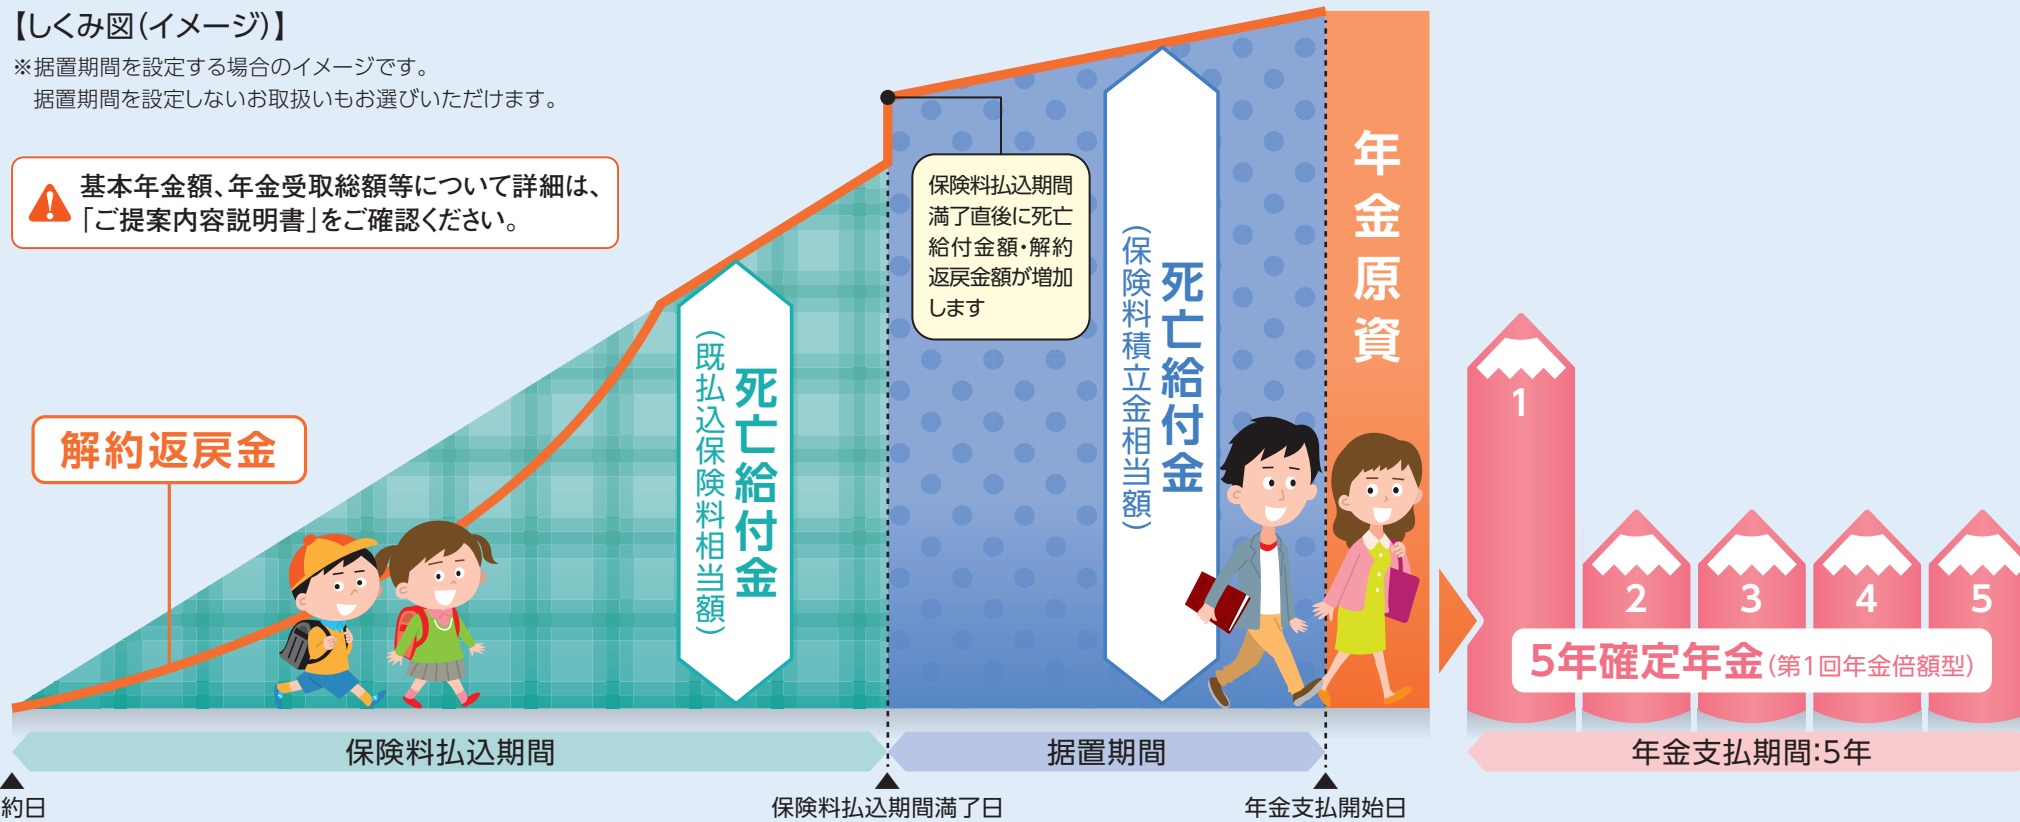 【しくみ図(イメージ)】
※据置期間を設定する場合のイメージです。
据置期間を設定しないお取扱いもお選びいただけます。
基本年金額、年金受取総額等について詳細は、
「ご提案内容説明書」をご確認ください。
解約返戻金
死亡給付金
(既払込保険料相当額)
保険料払込期間
満了直後に死亡
給付金額・解約
返戻金額が増加
します
死亡給付金
(保険料積立金相当額)
年金原資
1
2
3
4
5
5年確定年金(第1回年金倍額型)
保険料払込期間
据置期間
年金支払期間:5年
約日
保険料払込期間満了日
年金支払開始日